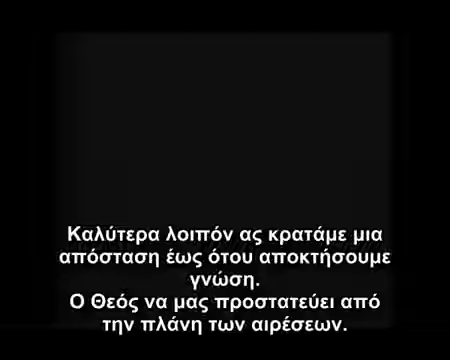 Καλύτερα λοιπόν ας κρατάμε μια
απόσταση έως ότου αποκτήσουμε
γνώση.
Ο Θεός να μας προστατεύει από
την πλάνη των αιρέσεων.